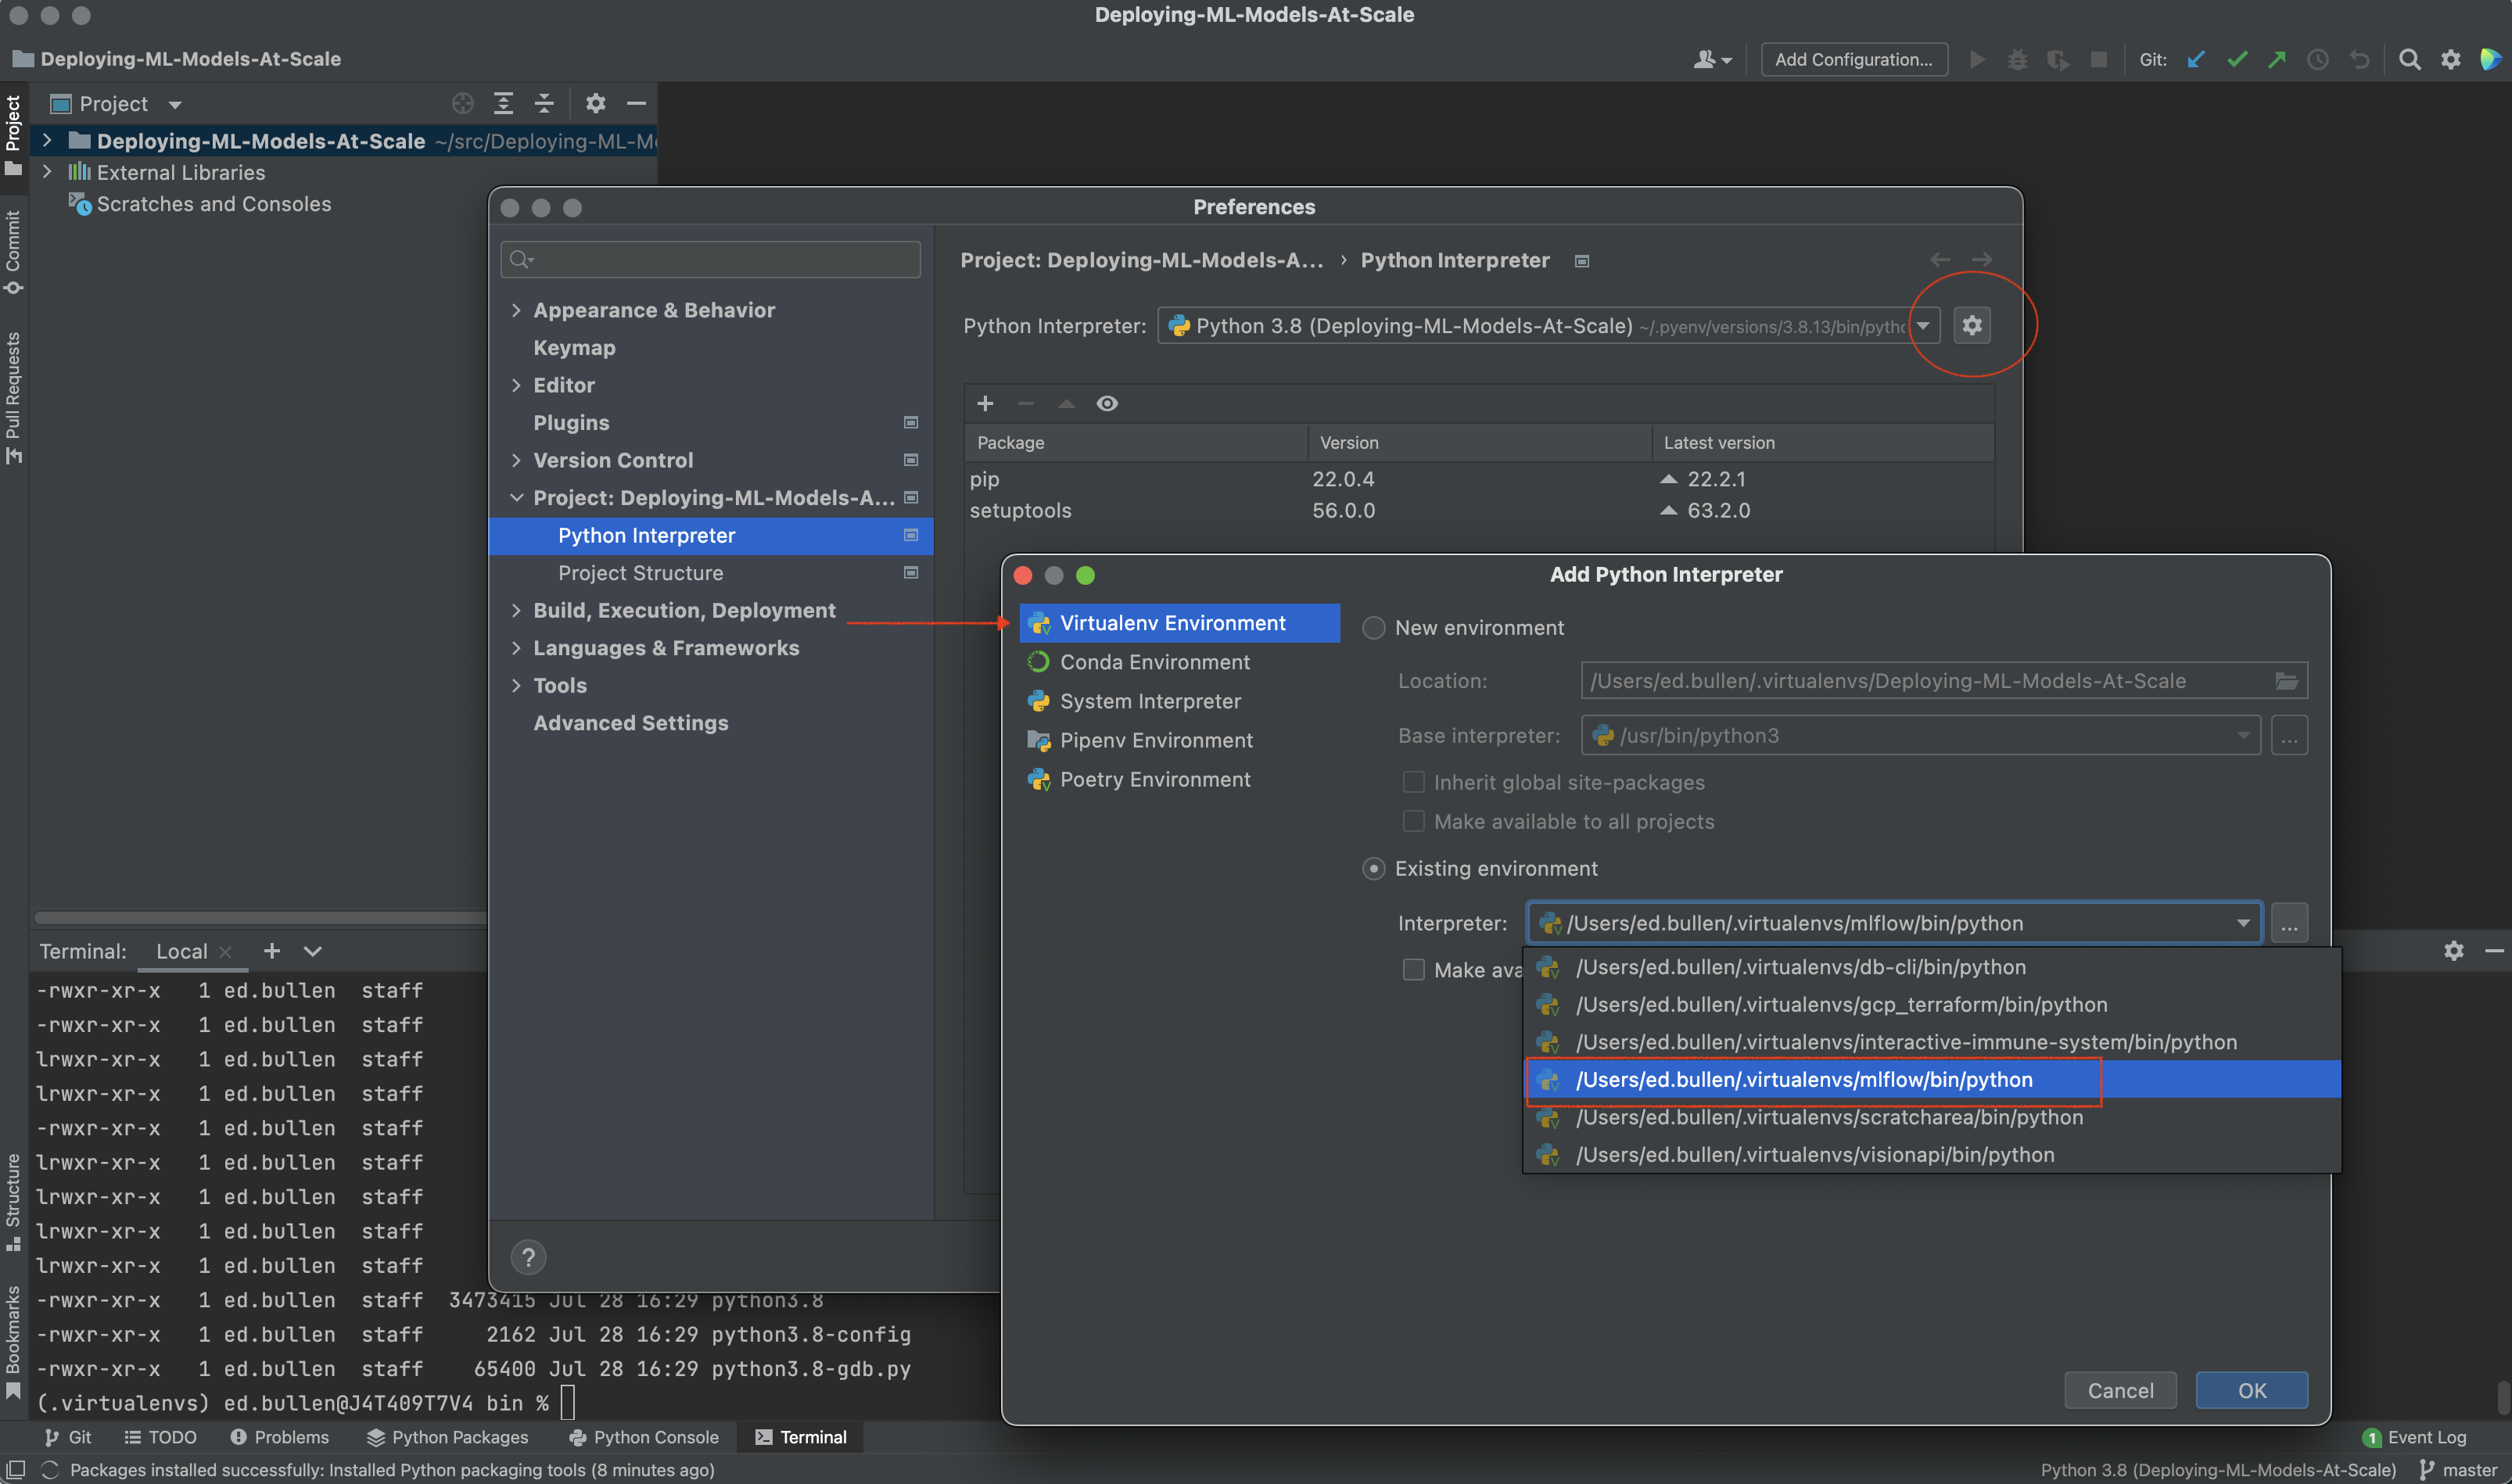 Deploying-ML-Models-At-Scale
Deploying-ML-Models-At-Scale
Add Configuration...
Git:
Project
Project
Commit
Pull Requests
Structure
Bookmarks
Deploying-ML-Models-At-Scale ~/src/Deploying-ML-Mo
External Libraries
Scratches and Consoles
Preferences
Appearance & Behavior
Keymap
Editor
Plugins
Version Control
Project: Deploying-ML-Models-A...
Python Interpreter
Project Structure
Build, Execution, Deployment
Languages & Frameworks
Tools
Advanced Settings
?
Project: Deploying-ML-Models-A... › Python Interpreter
Python Interpreter: Python 3.8 (Deploying-ML-Models-At-Scale) ~/.pyenv/versions/3.8.13/bin/pytho
Package Version Latest version
pip 22.0.4 22.2.1
setuptools 56.0.0 63.2.0
Add Python Interpreter
Virtualenv Environment
Conda Environment
System Interpreter
Pipenv Environment
Poetry Environment
New environment
Location: /Users/ed.bullen/.virtualenvs/Deploying-ML-Models-At-Scale
Base interpreter: /usr/bin/python3 ...
Inherit global site-packages
Make available to all projects
Existing environment
Interpreter: /Users/ed.bullen/.virtualenvs/mlflow/bin/python ...
Make ava
/Users/ed.bullen/.virtualenvs/db-cli/bin/python
/Users/ed.bullen/.virtualenvs/gcp_terraform/bin/python
/Users/ed.bullen/.virtualenvs/interactive-immune-system/bin/python
/Users/ed.bullen/.virtualenvs/mlflow/bin/python
/Users/ed.bullen/.virtualenvs/scratcharea/bin/python
/Users/ed.bullen/.virtualenvs/visionapi/bin/python
Cancel OK
Terminal: Local
-rwxr-xr-x 1 ed.bullen staff
-rwxr-xr-x 1 ed.bullen staff
lrwxr-xr-x 1 ed.bullen staff
lrwxr-xr-x 1 ed.bullen staff
-rwxr-xr-x 1 ed.bullen staff
lrwxr-xr-x 1 ed.bullen staff
lrwxr-xr-x 1 ed.bullen staff
lrwxr-xr-x 1 ed.bullen staff
lrwxr-xr-x 1 ed.bullen staff
-rwxr-xr-x 1 ed.bullen staff 3473415 Jul 28 16:29 python3.8
-rwxr-xr-x 1 ed.bullen staff 2162 Jul 28 16:29 python3.8-config
-rwxr-xr-x 1 ed.bullen staff 65400 Jul 28 16:29 python3.8-gdb.py
(.virtualenvs) ed.bullen@J4T409T7V4 bin %
Git TODO Problems Python Packages Python Console Terminal 1 Event Log
Packages installed successfully: Installed Python packaging tools (8 minutes ago) Python 3.8 (Deploying-ML-Models-At-Scale) master